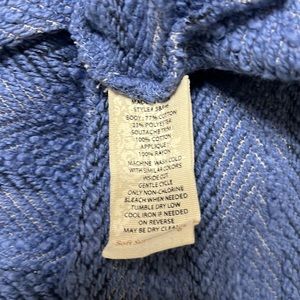 STYLE#
BODY: 77% COTTON
23% POLYESTER
SOUTACHE TRIM
100% COTTON
APPLIQUE
100% RAYON
MACHINE WASH COLD
WITH SIMILAR COLORS
INSIDE OUT
GENTLE CYCLE
ONLY NON-CHLORINE
BLEACH WHEN NEEDED
TUMBLE DRY LOW
COOL IRON IF NEEDED
ON REVERSE
MAY BE DRY CLEANED
Soft